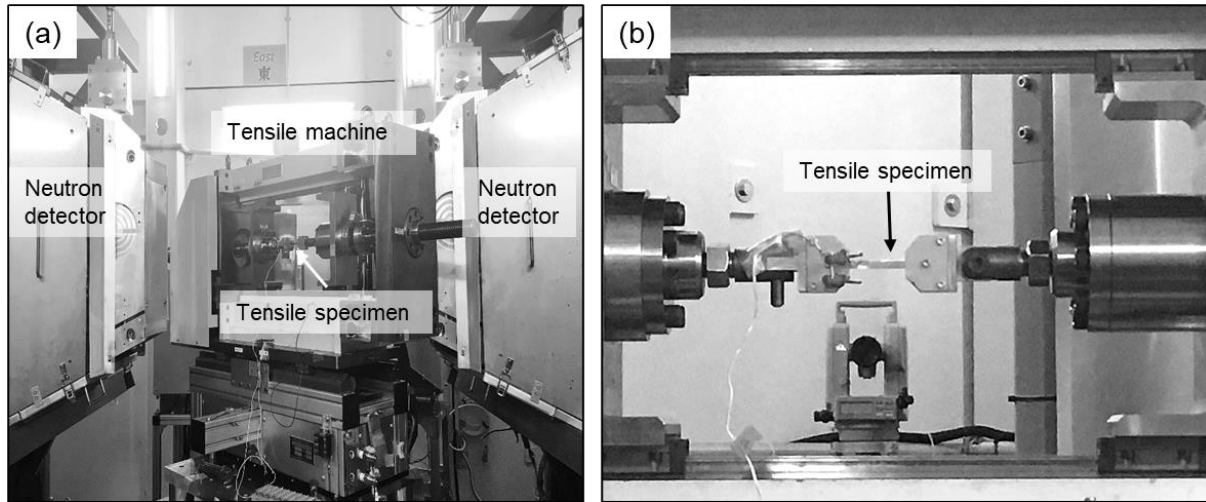 (a)
East
東
Tensile machine
Neutron
detector
Neutron
detector
Tensile specimen
(b)
Tensile specimen